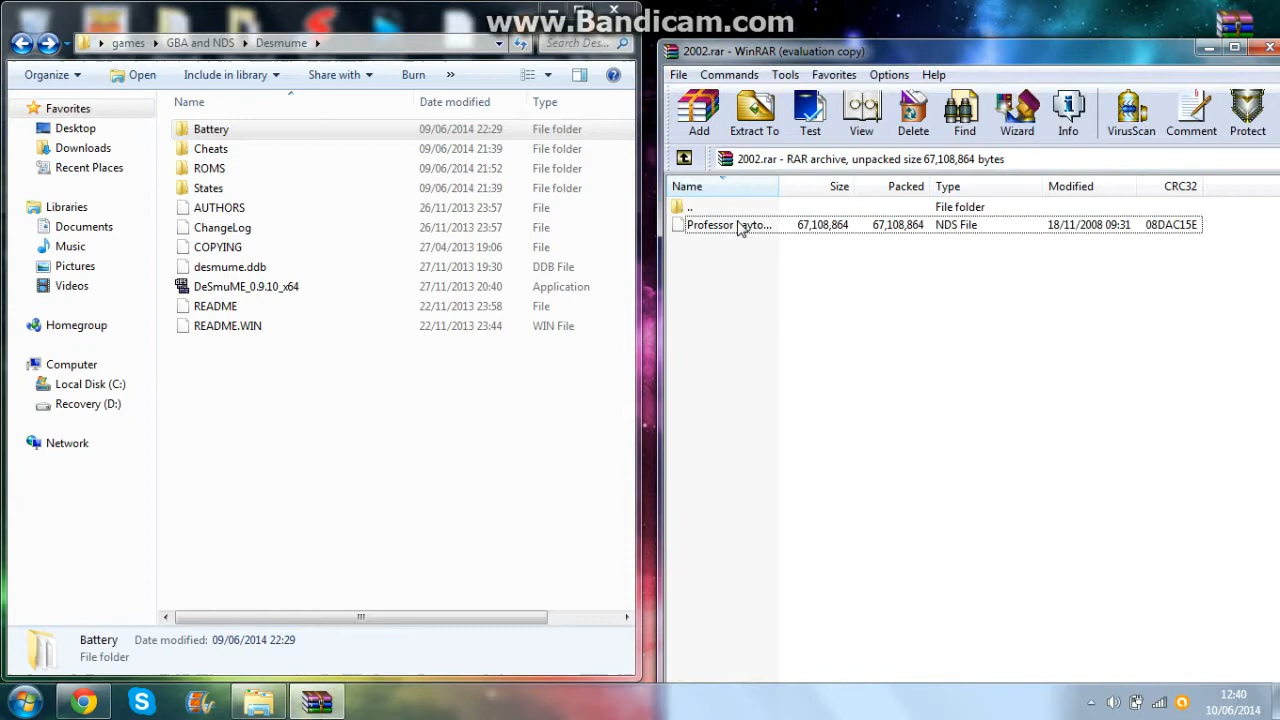 www.Bandicam.com
games GBA and NDS Desmume
Search Des...
Organize Open Include in library Share with Burn »
Name Date modified Type
Favorites
Desktop
Downloads
Recent Places
Libraries
Documents
Music
Pictures
Videos
Homegroup
Computer
Local Disk (C:)
Recovery (D:)
Network
Battery 09/06/2014 22:29 File folder
Cheats 09/06/2014 21:39 File folder
ROMS 09/06/2014 21:52 File folder
States 09/06/2014 21:39 File folder
AUTHORS 26/11/2013 23:57 File
ChangeLog 26/11/2013 23:57 File
COPYING 27/04/2013 19:06 File
desmume.ddb 27/11/2013 19:30 DDB File
DeSmuME_0.9.10_x64 27/11/2013 20:40 Application
README 22/11/2013 23:58 File
README.WIN 22/11/2013 23:44 WIN File
Battery Date modified: 09/06/2014 22:29
File folder
2002.rar - WinRAR (evaluation copy)
File Commands Tools Favorites Options Help
Add Extract To Test View Delete Find Wizard Info VirusScan Comment Protect
2002.rar - RAR archive, unpacked size 67,108,864 bytes
Name Size Packed Type Modified CRC32
.. File folder
Professor 67,108,864 67,108,864 NDS File 18/11/2008 09:31 08DAC15E
12:40
10/06/2014